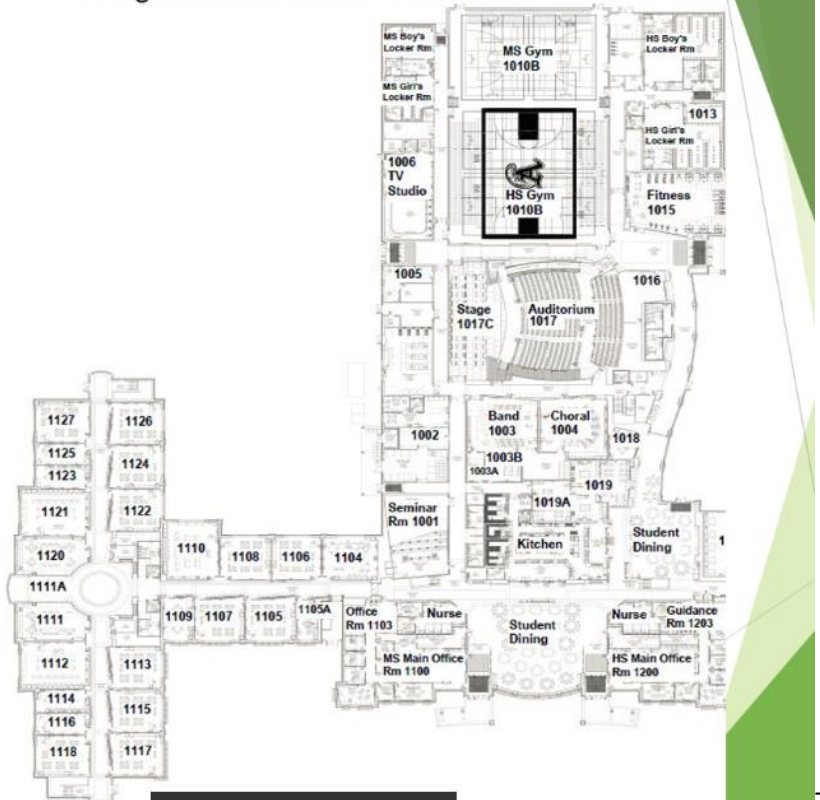 MS Boy's
Locker Rm
MS Gym
1010B
HS Boy's
Locker Rm
MS Girl's
Locker Rm
1013
HS Girl's
Locker Rm
1006
TV
Studio
HS Gym
1010B
Fitness
1015
1005
Stage
1017C
Auditorium
1017
1016
1127
1126
1125
1124
1123
1002
Band
1003
Choral
1004
1018
1003B
1003A
1121
1122
1019
1019A
Seminar
Rm 1001
1120
1110
1108
1106
1104
Kitchen
Student
Dining
1111A
1111
1109
1107
1105
1105A
Office
Rm 1103
Nurse
Student
Dining
Nurse
Guidance
Rm 1203
1112
1113
MS Main Office
Rm 1100
HS Main Office
Rm 1200
1114
1116
1115
1118
1117